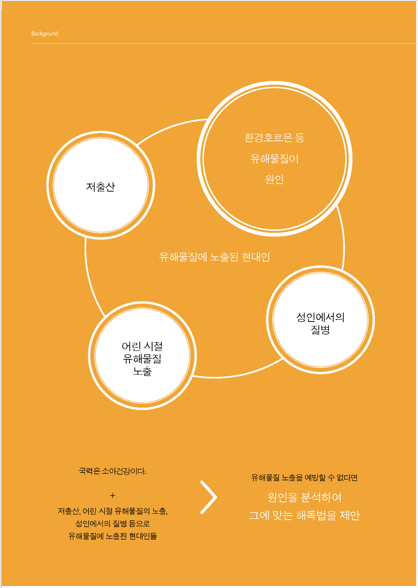 Background
환경호르몬 등
유해물질이
원인
저출산
유해물질에 노출된 현대인
성인에서의
질병
어린 시절
유해물질
노출
국력은 소아건강이다.
+
저출산, 어린 시절 유해물질의 노출,
성인에서의 질병 등으로
유해물질에 노출된 현대인들
유해물질 노출을 예방할 수 없다면
원인을 분석하여
그에 맞는 해독법을 제안